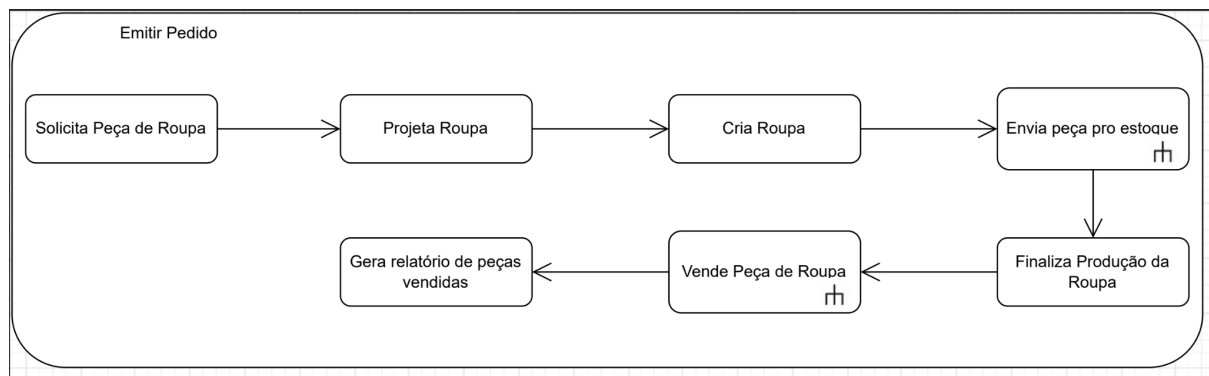 Emitir Pedido
Solicita Peça de Roupa
Projeta Roupa
Cria Roupa
Envia peça pro estoque
Gera relatório de peças
vendidas
Vende Peça de Roupa
Finaliza Produção da
Roupa